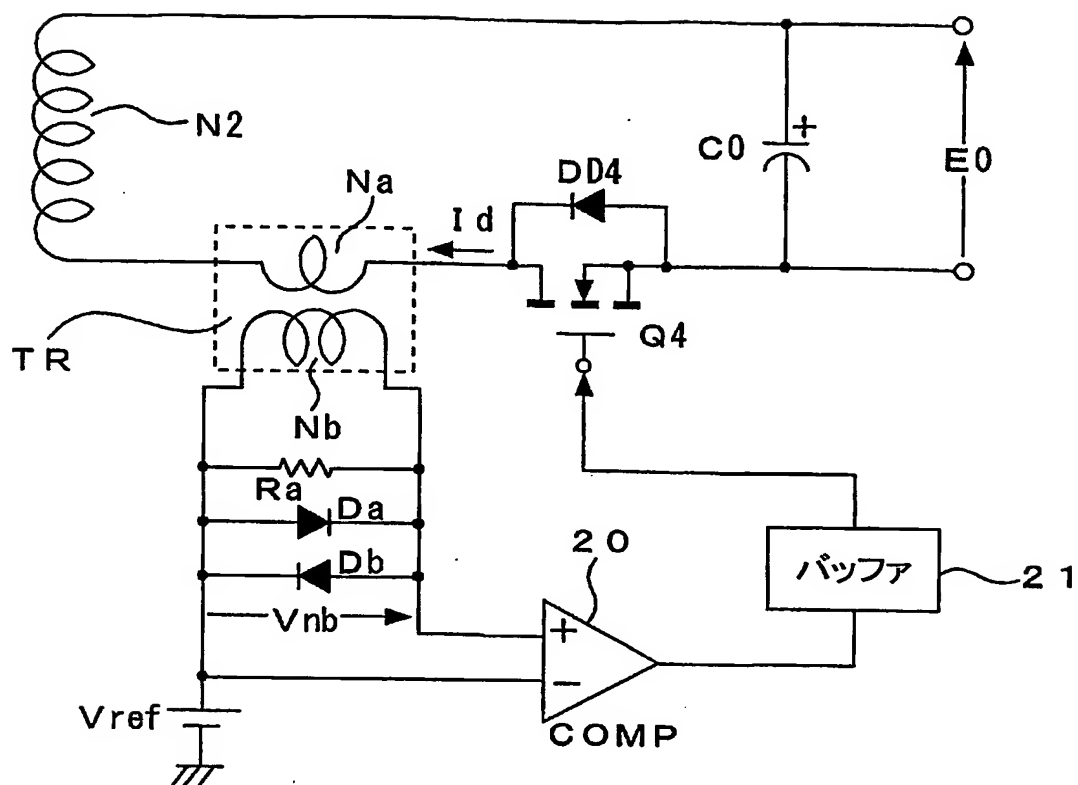 N2
Na
Id
DD4
C0
+
E0
TR
Nb
Q4
Ra
Da
Db
Vnb
20
+
−
COMP
バッファ
21
Vref